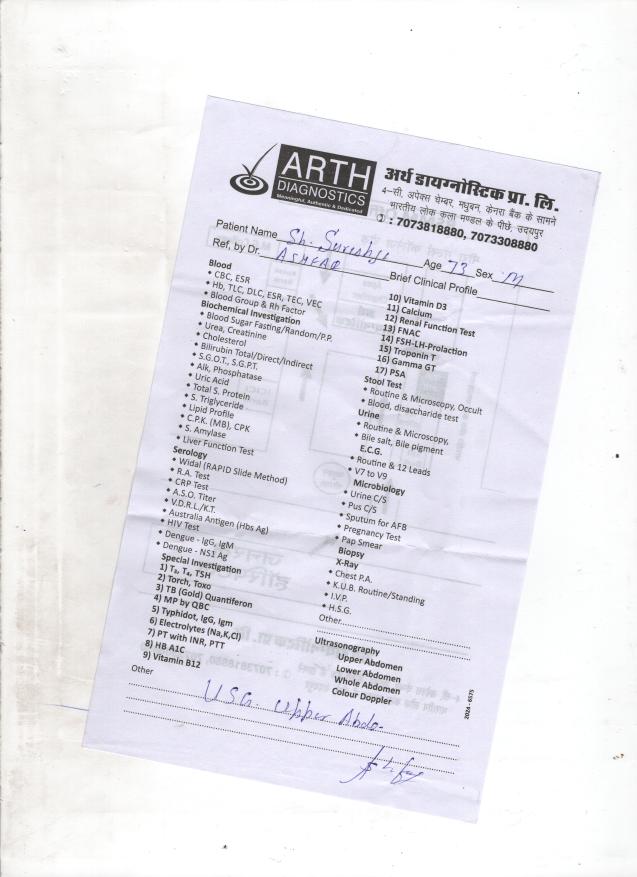 ARTH
DIAGNOSTICS
Meaningful, Authentic & Dedicated
अर्थ डायग्नोस्टिक प्रा. लि.
4–सी, अपेक्स चेम्बर, मधुबन, केनरा बैंक के सामने
भारतीय लोक कला मण्डल के पीछे, उदयपुर
: 7073818880, 7073308880
Patient Name Sh. Sureshji Age 73 Sex M
Ref, by Dr. ASHFAQ Brief Clinical Profile
Blood
• CBC, ESR
• Hb, TLC, DLC, ESR, TEC, VEC
• Blood Group & Rh Factor
Biochemical Investigation
• Blood Sugar Fasting/Random/P.P.
• Urea, Creatinine
• Cholesterol
• Bilirubin Total/Direct/Indirect
• S.G.O.T., S.G.P.T.
• Alk, Phosphatase
• Uric Acid
• Total S. Protein
• S. Triglyceride
• Lipid Profile
• C.P.K. (MB), CPK
• S. Amylase
• Liver Function Test
Serology
• Widal (RAPID Slide Method)
• R.A. Test
• CRP Test
• A.S.O. Titer
• V.D.R.L./K.T.
• Australia Antigen (Hbs Ag)
• HIV Test
• Dengue - IgG, IgM
• Dengue - NS1 Ag
Special Investigation
1) T₃, T₄, TSH
2) Torch, Toxo
3) TB (Gold) Quantiferon
4) MP by QBC
5) Typhidot, IgG, Igm
6) Electrolytes (Na,K,Cl)
7) PT with INR, PTT
8) HB A1C
9) Vitamin B12
10) Vitamin D3
11) Calcium
12) Renal Function Test
13) FNAC
14) FSH-LH-Prolaction
15) Troponin T
16) Gamma GT
17) PSA
Stool Test
• Routine & Microscopy, Occult
• Blood, disaccharide test
Urine
• Routine & Microscopy,
• Bile salt, Bile pigment
E.C.G.
• Routine & 12 Leads
• V7 to V9
Microbiology
• Urine C/S
• Pus C/S
• Sputum for AFB
• Pregnancy Test
• Pap Smear
Biopsy
X-Ray
• Chest P.A.
• K.U.B. Routine/Standing
• I.V.P.
• H.S.G.
Other
Ultrasonography
Upper Abdomen
Lower Abdomen
Whole Abdomen
Colour Doppler
2024 - 6575
Other
USG. Upper Abdo-